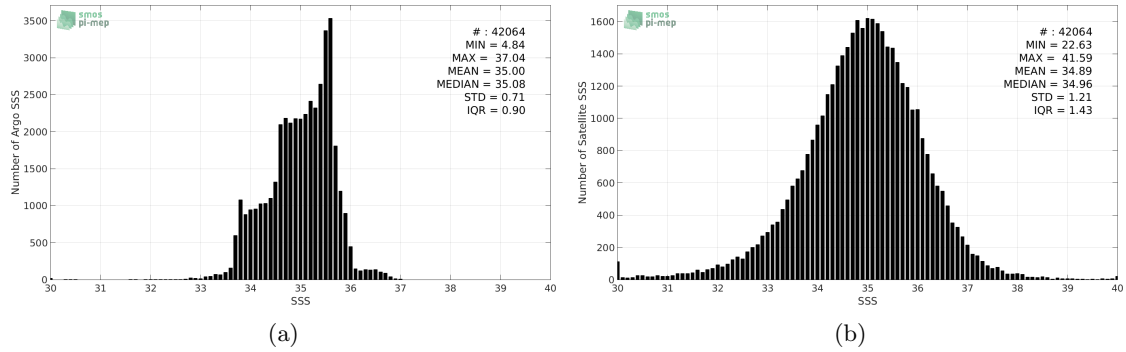 smos
pi-mep
# : 42064
MIN = 4.84
MAX = 37.04
MEAN = 35.00
MEDIAN = 35.08
STD = 0.71
IQR = 0.90
Number of Argo SSS
3500
3000
2500
2000
1500
1000
500
0
30 31 32 33 34 35 36 37 38 39 40
SSS
(a)
smos
pi-mep
# : 42064
MIN = 22.63
MAX = 41.59
MEAN = 34.89
MEDIAN = 34.96
STD = 1.21
IQR = 1.43
Number of Satellite SSS
1600
1400
1200
1000
800
600
400
200
0
30 31 32 33 34 35 36 37 38 39 40
SSS
(b)